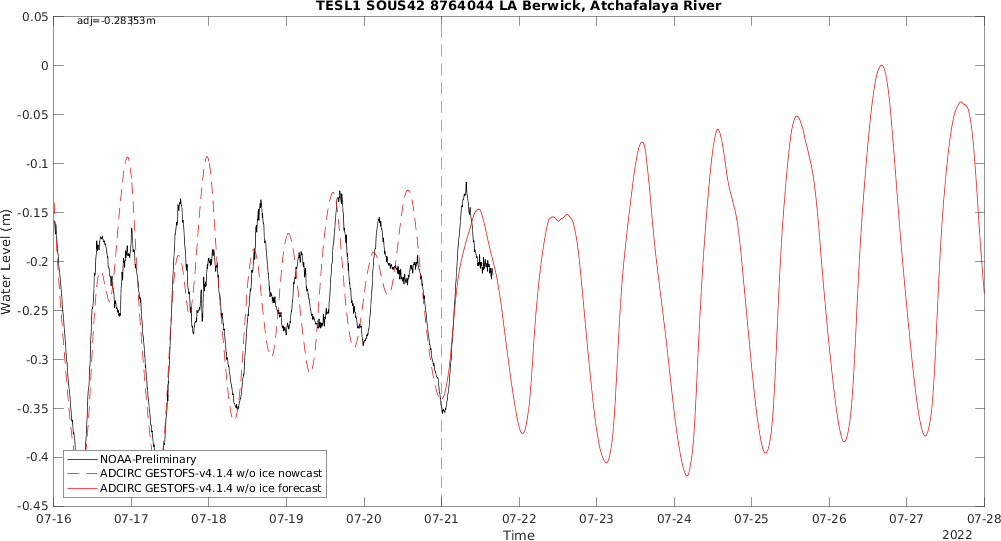 TESL1 SOUS42 8764044 LA Berwick, Atchafalaya River
adj=-0.28353m
0.05
0
-0.05
-0.1
-0.15
-0.2
-0.25
-0.3
-0.35
-0.4
-0.45
Water Level (m)
NOAA-Preliminary
ADCIRC GESTOFS-v4.1.4 w/o ice nowcast
ADCIRC GESTOFS-v4.1.4 w/o ice forecast
07-16 07-17 07-18 07-19 07-20 07-21 07-22 07-23 07-24 07-25 07-26 07-27 07-28
Time
2022